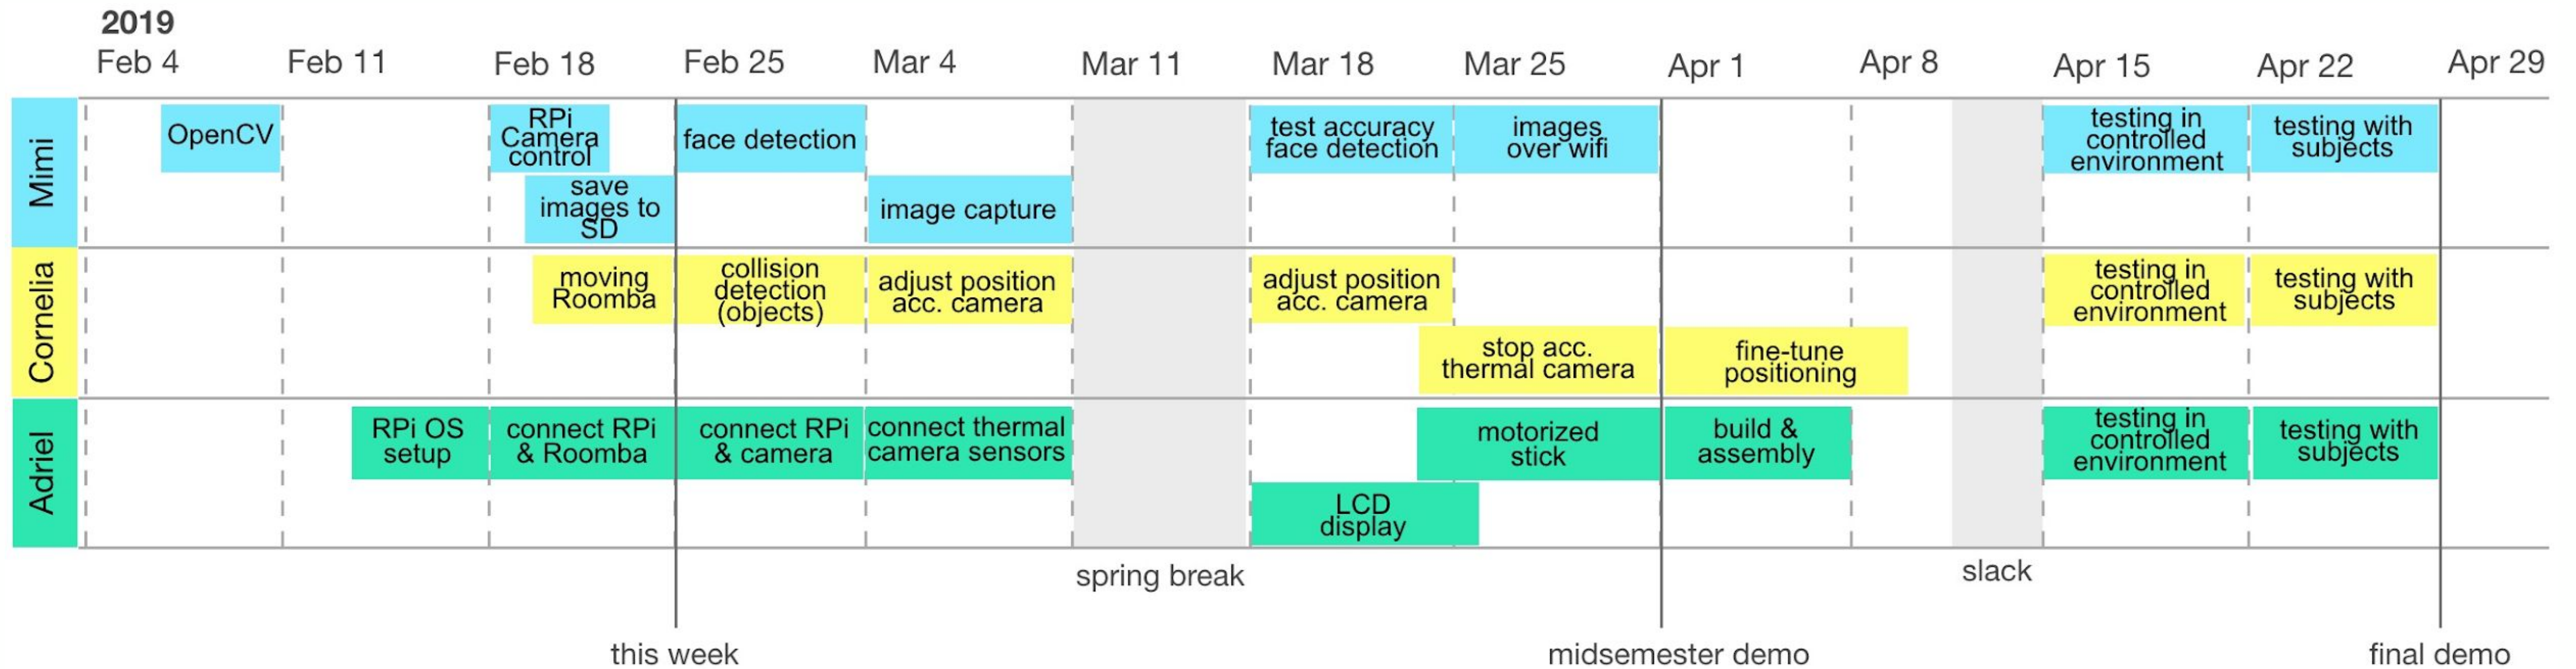 2019
Feb 4 Feb 11 Feb 18 Feb 25 Mar 4 Mar 11 Mar 18 Mar 25 Apr 1 Apr 8 Apr 15 Apr 22 Apr 29
Mimi
OpenCV
RPi
Camera
control
save
images to
SD
face detection
image capture
test accuracy
face detection
images
over wifi
testing in
controlled
environment
testing with
subjects
Cornelia
moving
Roomba
collision
detection
(objects)
adjust position
acc. camera
adjust position
acc. camera
stop acc.
thermal camera
fine-tune
positioning
testing in
controlled
environment
testing with
subjects
Adriel
RPi OS
setup
connect RPi
& Roomba
connect RPi
& camera
connect thermal
camera sensors
LCD
display
motorized
stick
build &
assembly
testing in
controlled
environment
testing with
subjects
spring break
slack
this week
midsemester demo
final demo